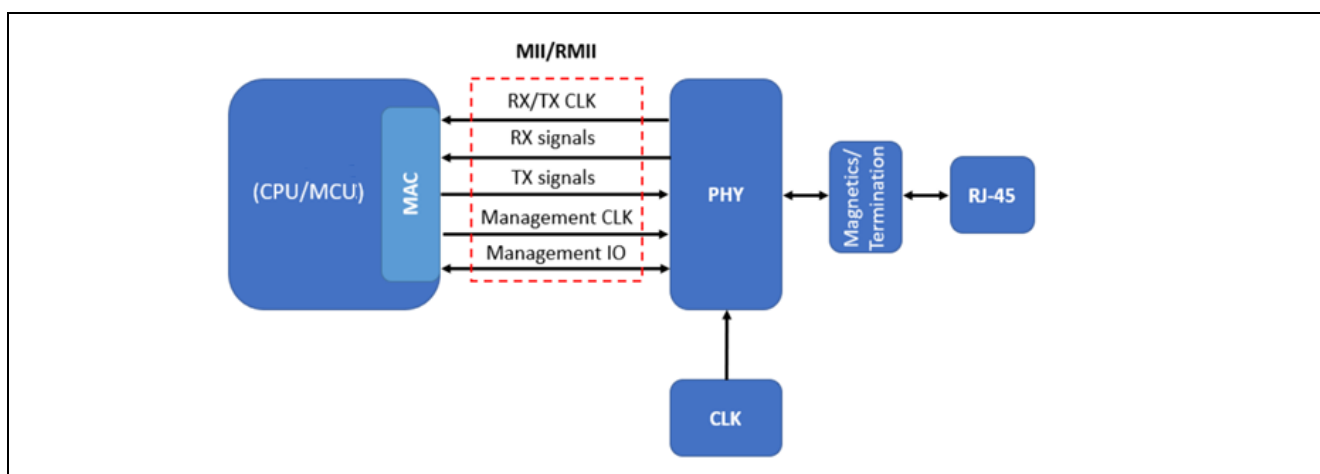 MII/RMII
RX/TX CLK
RX signals
TX signals
Management CLK
Management IO
(CPU/MCU)
MAC
PHY
Magnetics/
Termination
RJ-45
CLK